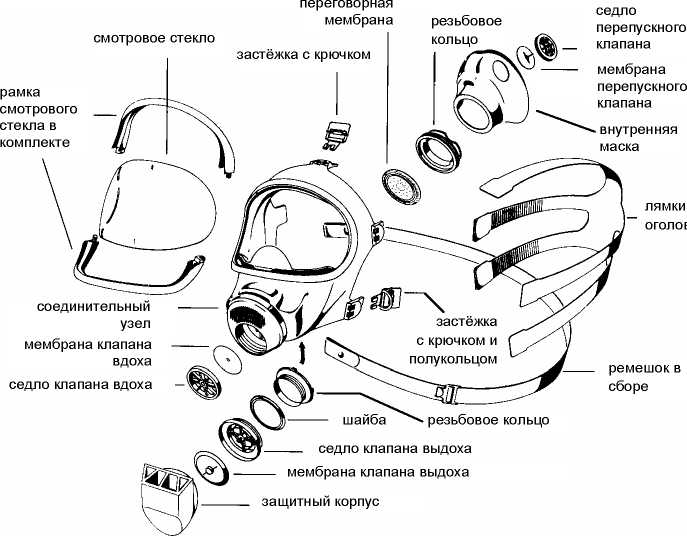 переговорная
мембрана
резьбовое
кольцо
седло
перепускного
клапана
смотровое стекло
застёжка с крючком
мембрана
перепускного
клапана
рамка
смотрового
стекла в
комплекте
внутренняя
маска
лямки
оголов
соединительный
узел
застёжка
с крючком и
полукольцом
мембрана клапана
вдоха
седло клапана вдоха
ремешок в
сборе
шайба
резьбовое кольцо
седло клапана выдоха
мембрана клапана выдоха
защитный корпус